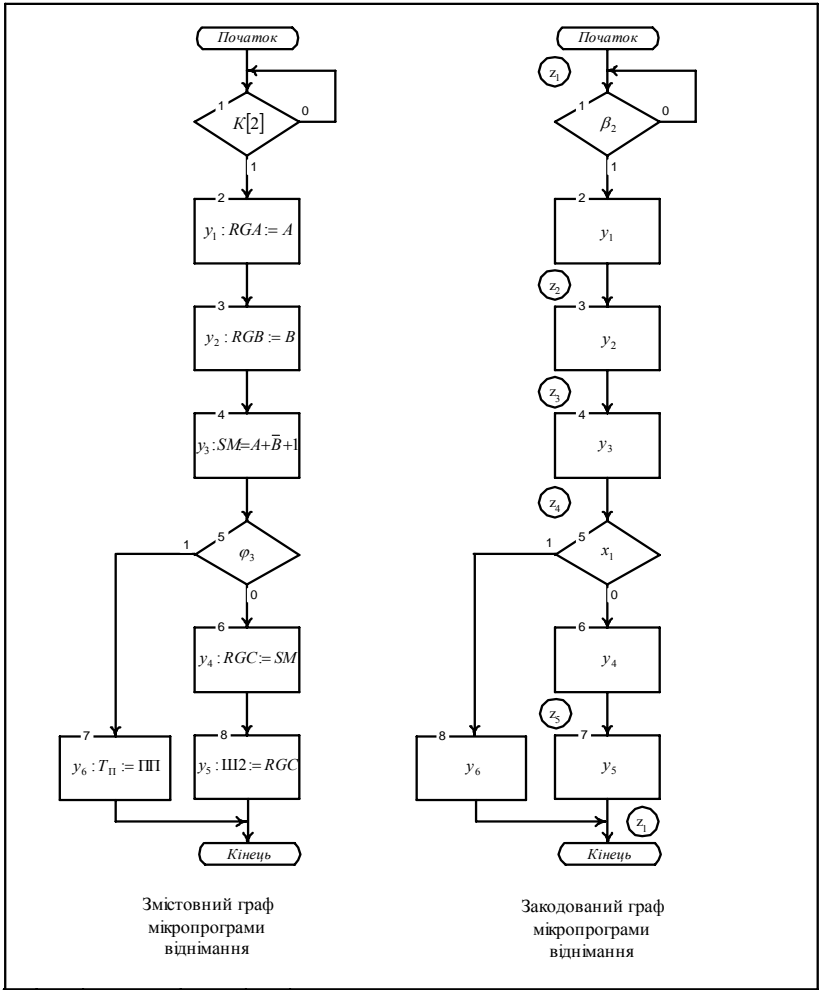 Початок
1
0
K[2]
1
2
y₁ : RGA := A
3
y₂ : RGB := B
4
y₃ : SM=A+B̅+1
1
5
φ₃
0
6
y₄ : RGC := SM
7
y₆ : T_П := ПП
8
y₅ : Ш2 := RGC
Кінець
Змістовний граф
мікропрограми
віднімання
Початок
z₁
1
0
β₂
1
2
y₁
z₂
3
y₂
z₃
4
y₃
z₄
1
5
x₁
0
6
y₄
z₅
8
y₆
7
y₅
z₁
Кінець
Закодований граф
мікропрограми
віднімання